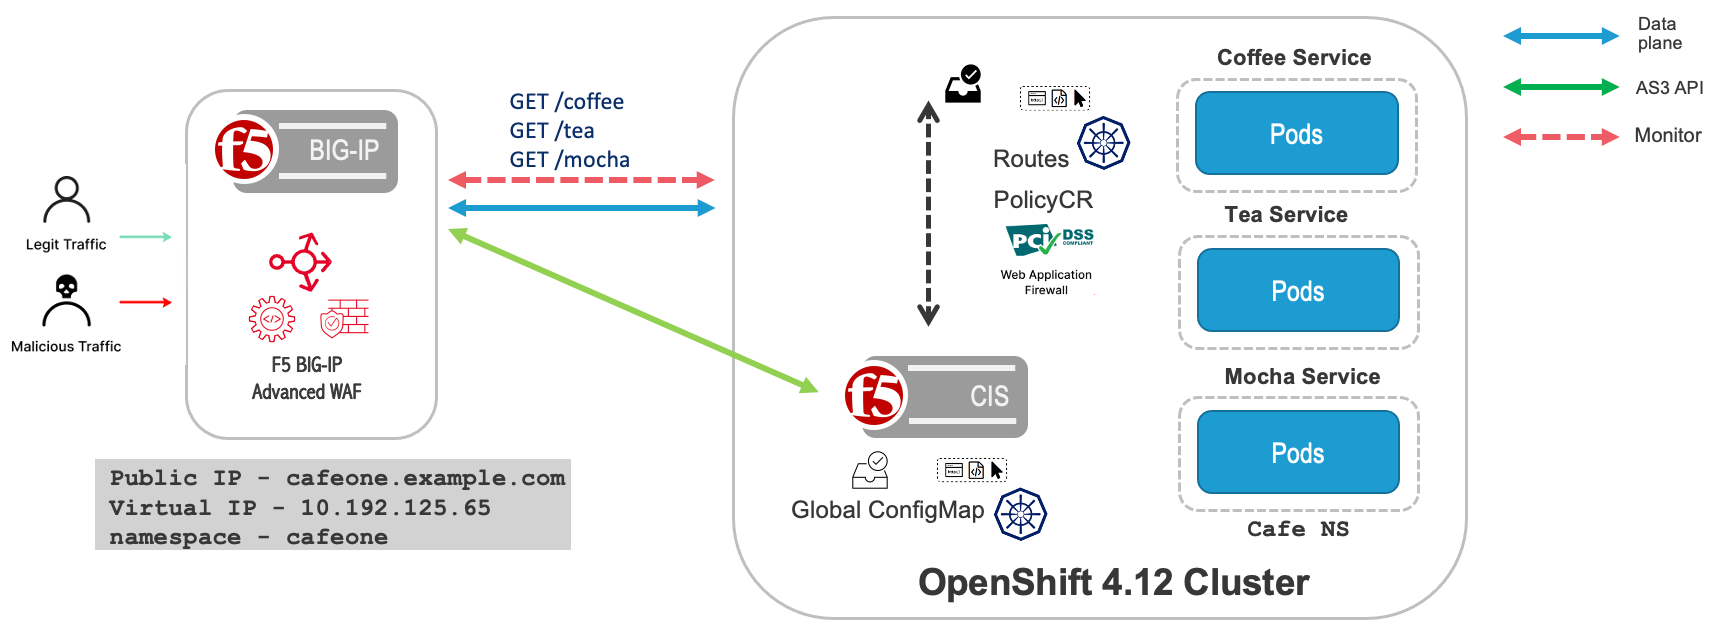 Legit Traffic
Malicious Traffic
f5
BIG-IP
F5 BIG-IP
Advanced WAF
Public IP - cafeone.example.com
Virtual IP - 10.192.125.65
namespace - cafeone
GET /coffee
GET /tea
GET /mocha
Routes
PolicyCR
PCi DSS
COMPLIANT
Web Application
Firewall
f5
CIS
Global ConfigMap
Coffee Service
Pods
Tea Service
Pods
Mocha Service
Pods
Cafe NS
OpenShift 4.12 Cluster
Data
plane
AS3 API
Monitor